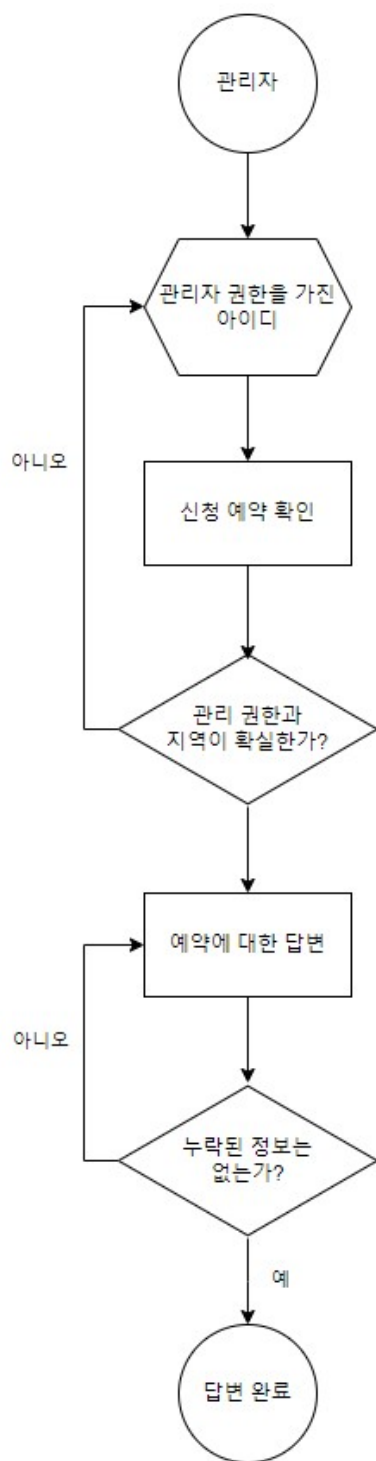 관리자
관리자 권한을 가진
아이디
아니오
신청 예약 확인
관리 권한과
지역이 확실한가?
예약에 대한 답변
아니오
누락된 정보는
없는가?
예
답변 완료